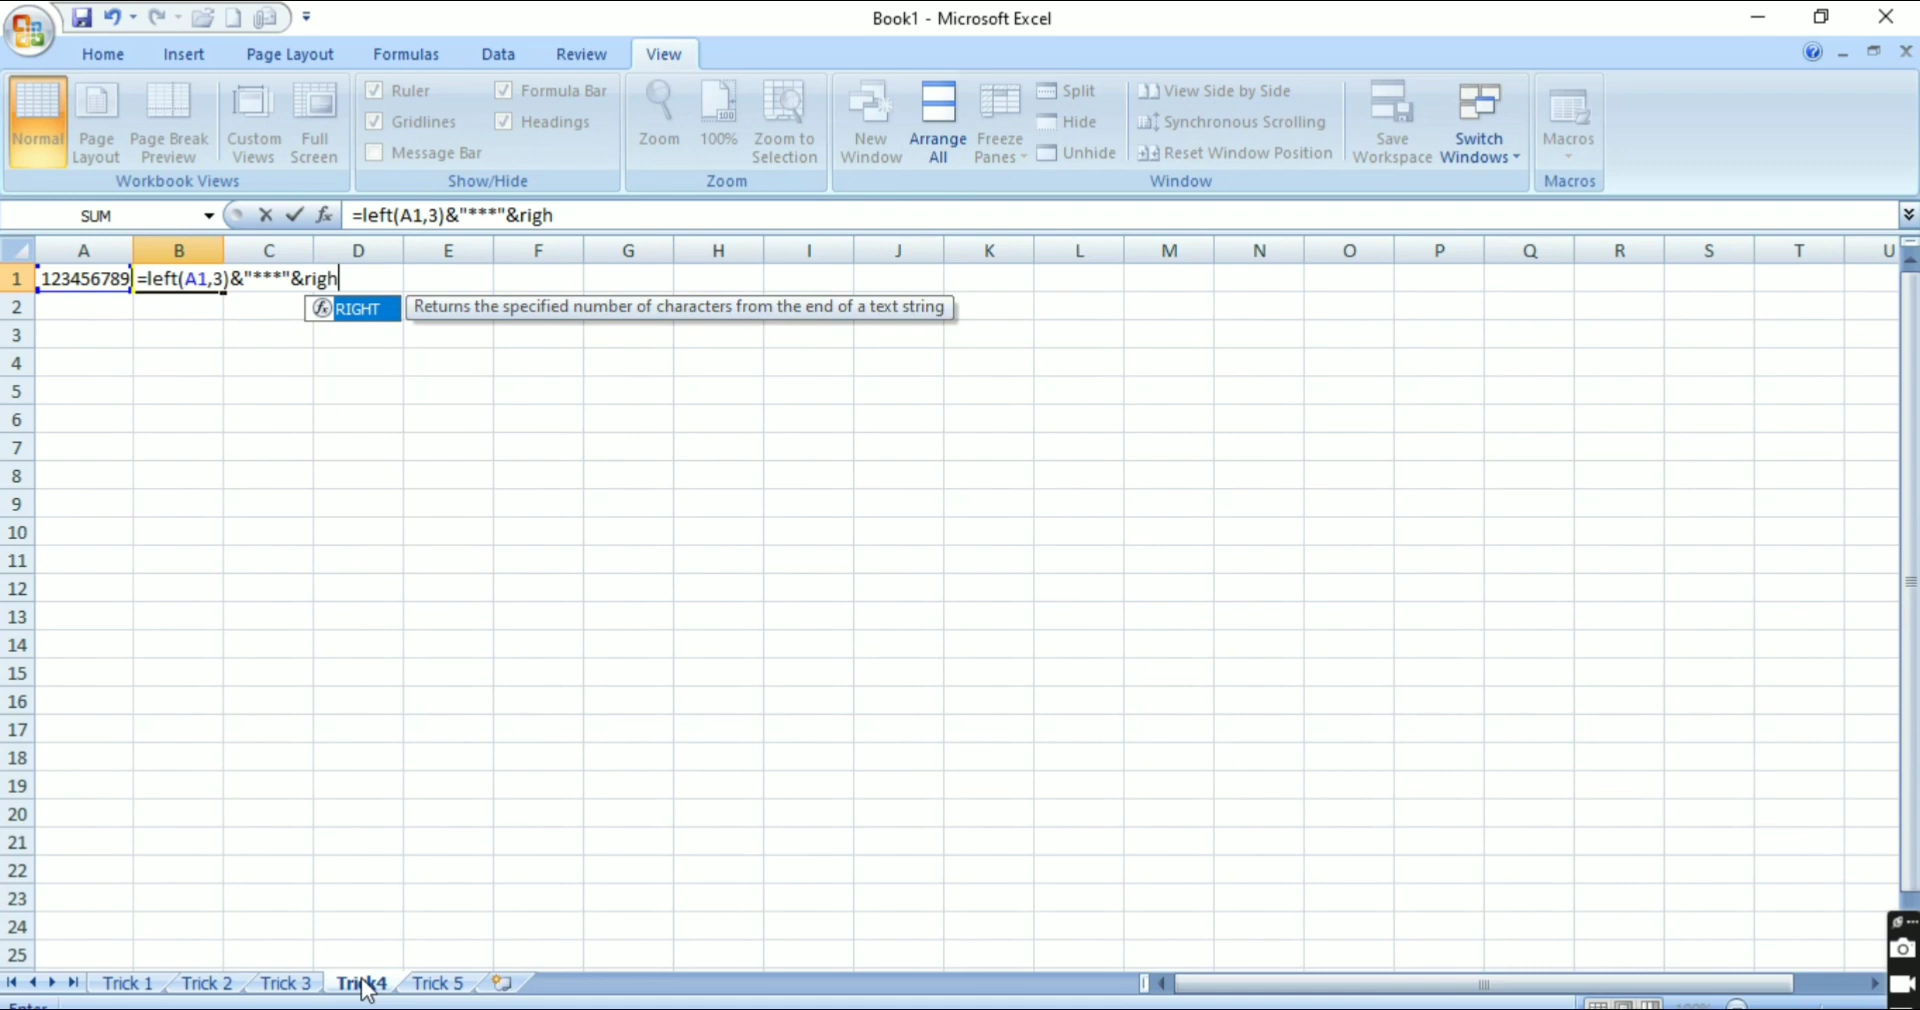 Book1 - Microsoft Excel
Home Insert Page Layout Formulas Data Review View
Normal Page Layout Page Break Preview Custom Views Full Screen
Workbook Views
Ruler Formula Bar
Gridlines Headings
Message Bar
Show/Hide
Zoom 100% Zoom to Selection
Zoom
New Window Arrange All Freeze Panes
Split
Hide
Unhide
View Side by Side
Synchronous Scrolling
Reset Window Position
Save Workspace Switch Windows
Window
Macros
Macros
SUM =left(A1,3)&"***"&righ
A B C D E F G H I J K L M N O P Q R S T U
1 123456789 =left(A1,3)&"***"&righ
2 RIGHT Returns the specified number of characters from the end of a text string
3
4
5
6
7
8
9
10
11
12
13
14
15
16
17
18
19
20
21
22
23
24
25
Trick 1 Trick 2 Trick 3 Trick4 Trick 5
Enter 100%